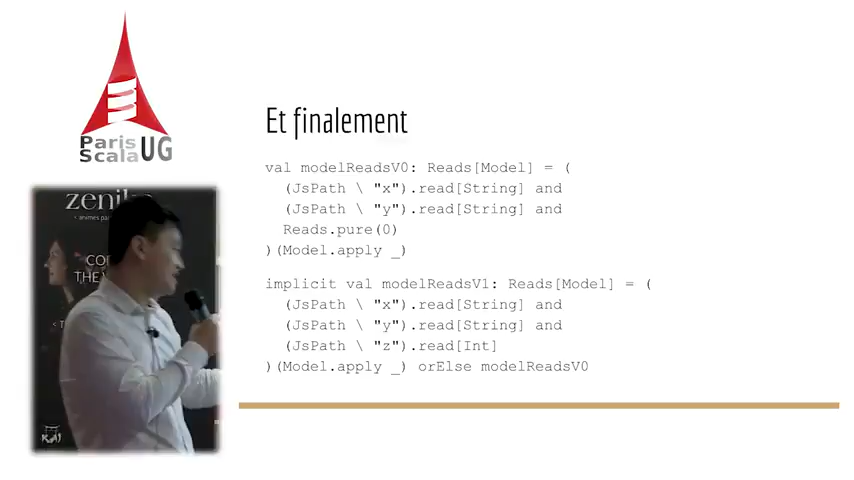 Paris
Scala UG
zenika
Et finalement
val modelReadsV0: Reads[Model] = (
(JsPath \ "x").read[String] and
(JsPath \ "y").read[String] and
Reads.pure(0)
)(Model.apply _)
implicit val modelReadsV1: Reads[Model] = (
(JsPath \ "x").read[String] and
(JsPath \ "y").read[String] and
(JsPath \ "z").read[Int]
)(Model.apply _) orElse modelReadsV0